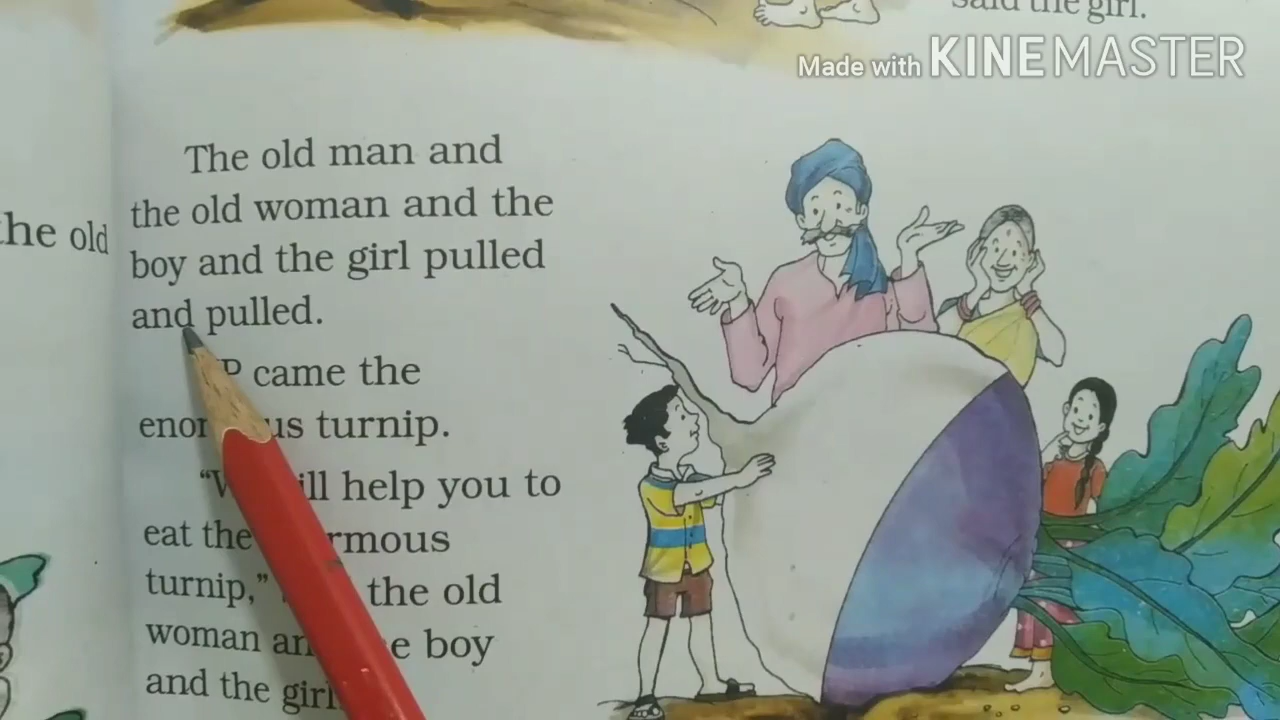 said the girl.
Made with KINEMASTER
the old
The old man and
the old woman and the
boy and the girl pulled
and pulled.
came the
turnip.
help you to
eat the
turnip," the old
woman boy
and the girl